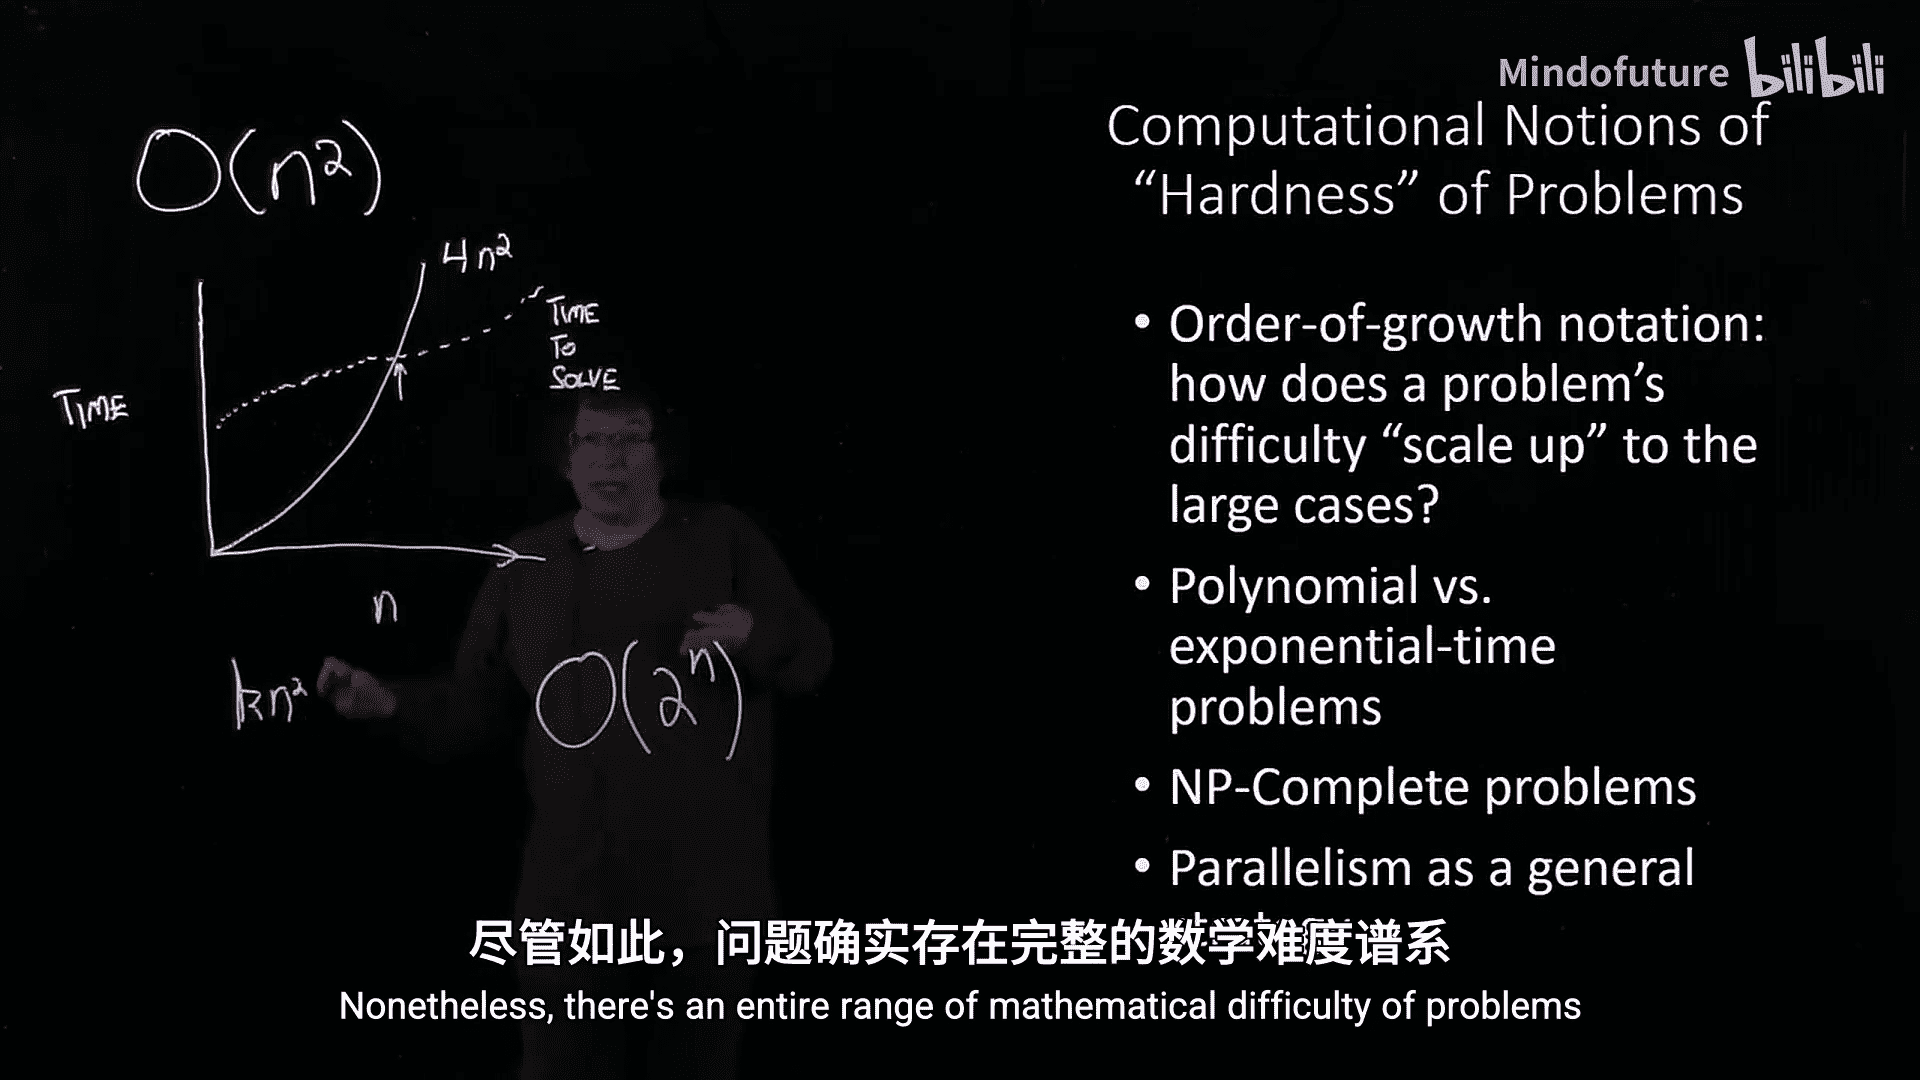 Mindofuture bilibili
Computational Notions of
“Hardness” of Problems
• Order-of-growth notation:
how does a problem’s
difficulty “scale up” to the
large cases?
• Polynomial vs.
exponential-time
problems
• NP-Complete problems
• Parallelism as a general
O(n²)
4n²
TIME
TO
SOLVE
TIME
n
kn²
O(2ⁿ)
尽管如此，问题确实存在完整的数学难度谱系
Nonetheless, there's an entire range of mathematical difficulty of problems